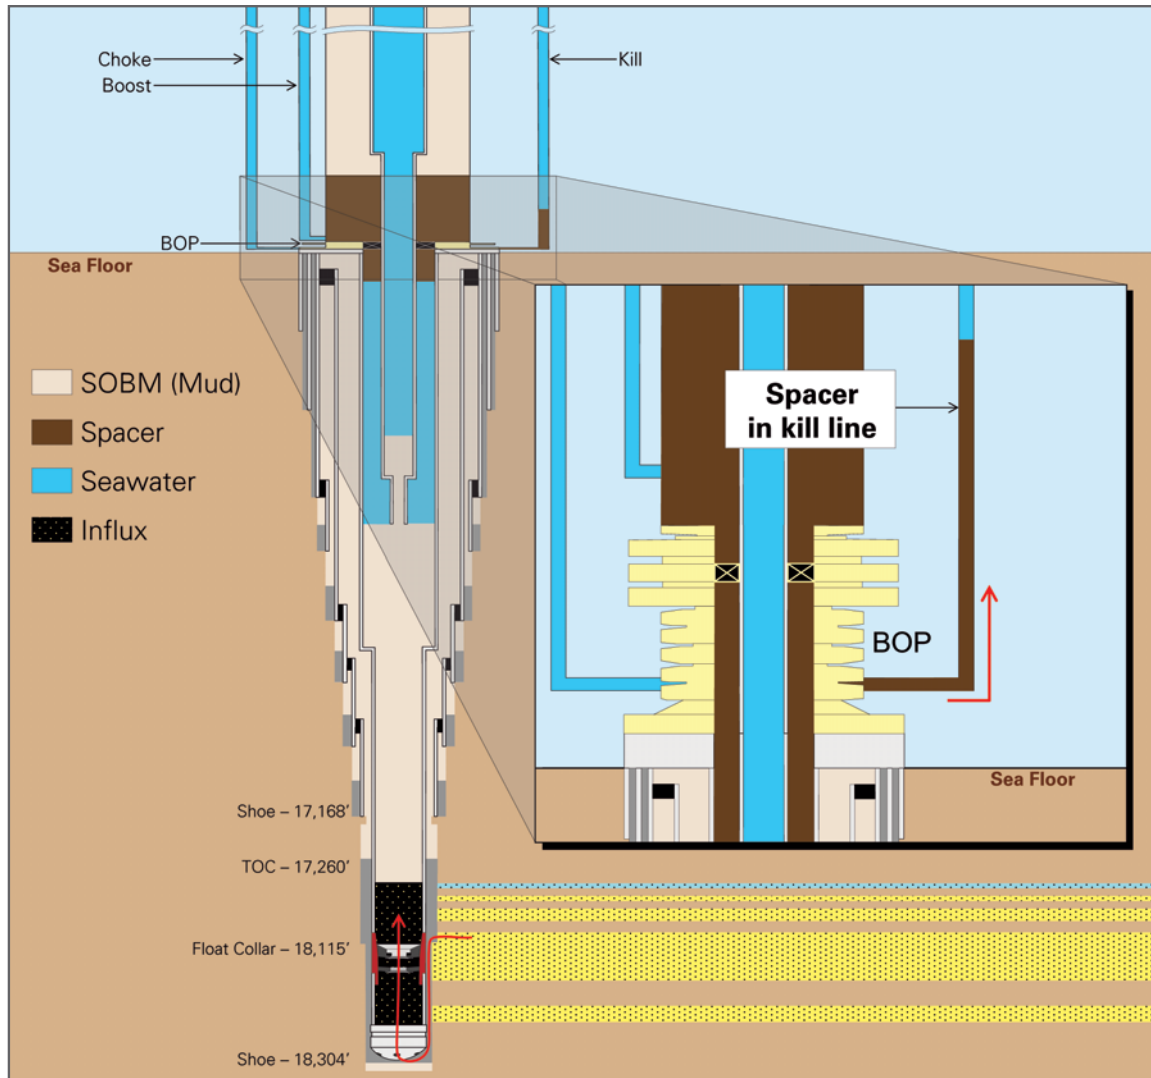 Choke
Boost
Kill
BOP
Sea Floor
SOBM (Mud)
Spacer
Seawater
Influx
Spacer
in kill line
BOP
Sea Floor
Shoe – 17,168'
TOC – 17,260'
Float Collar – 18,115'
Shoe – 18,304'